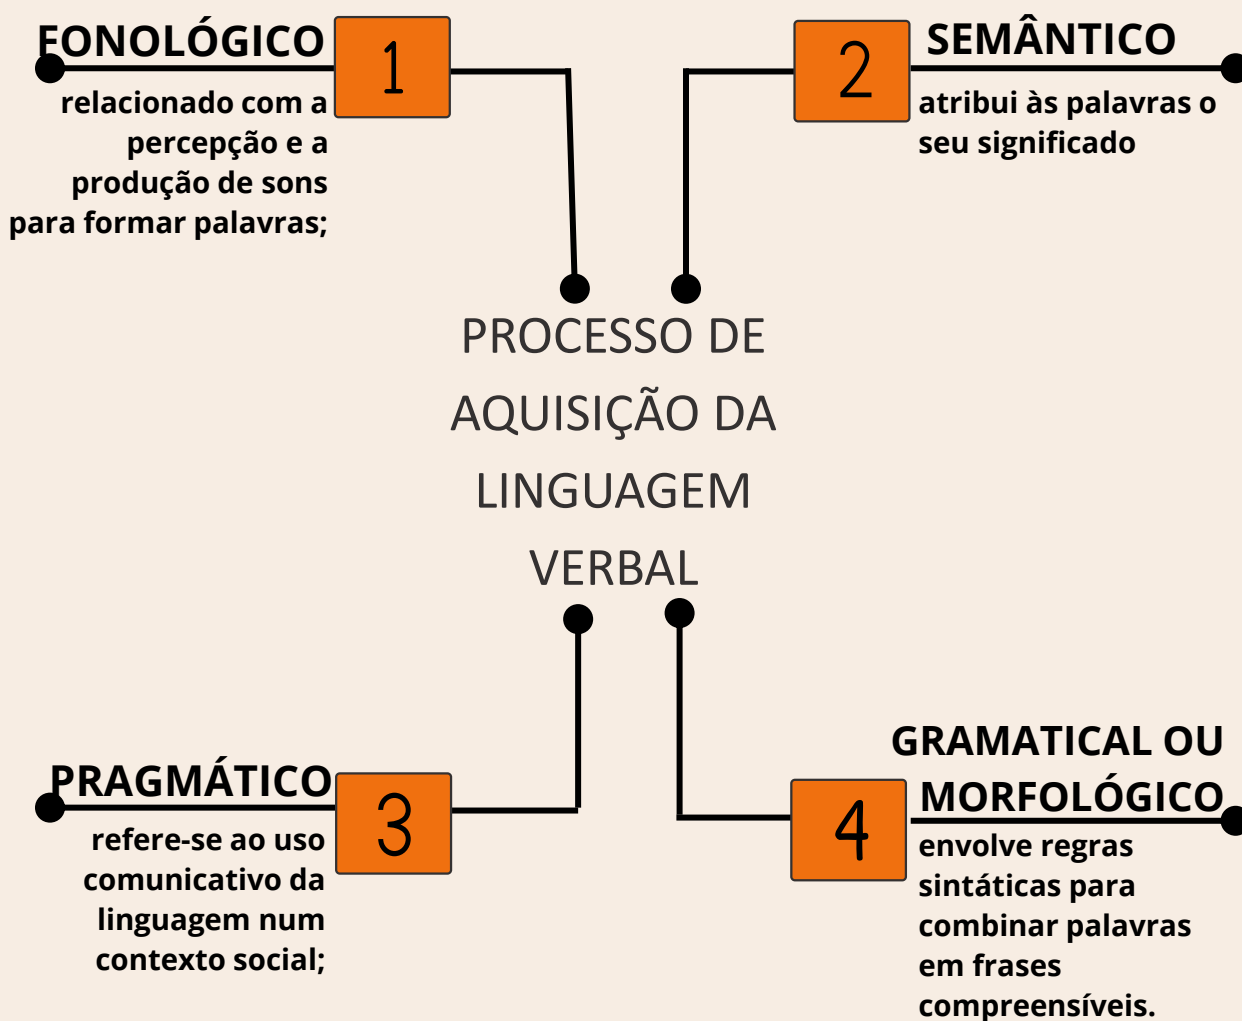 FONOLÓGICO
1
relacionado com a
percepção e a
produção de sons
para formar palavras;
2
SEMÂNTICO
atribui às palavras o
seu significado
PROCESSO DE
AQUISIÇÃO DA
LINGUAGEM
VERBAL
PRAGMÁTICO
3
refere-se ao uso
comunicativo da
linguagem num
contexto social;
4
GRAMATICAL OU
MORFOLÓGICO
envolve regras
sintáticas para
combinar palavras
em frases
compreensíveis.